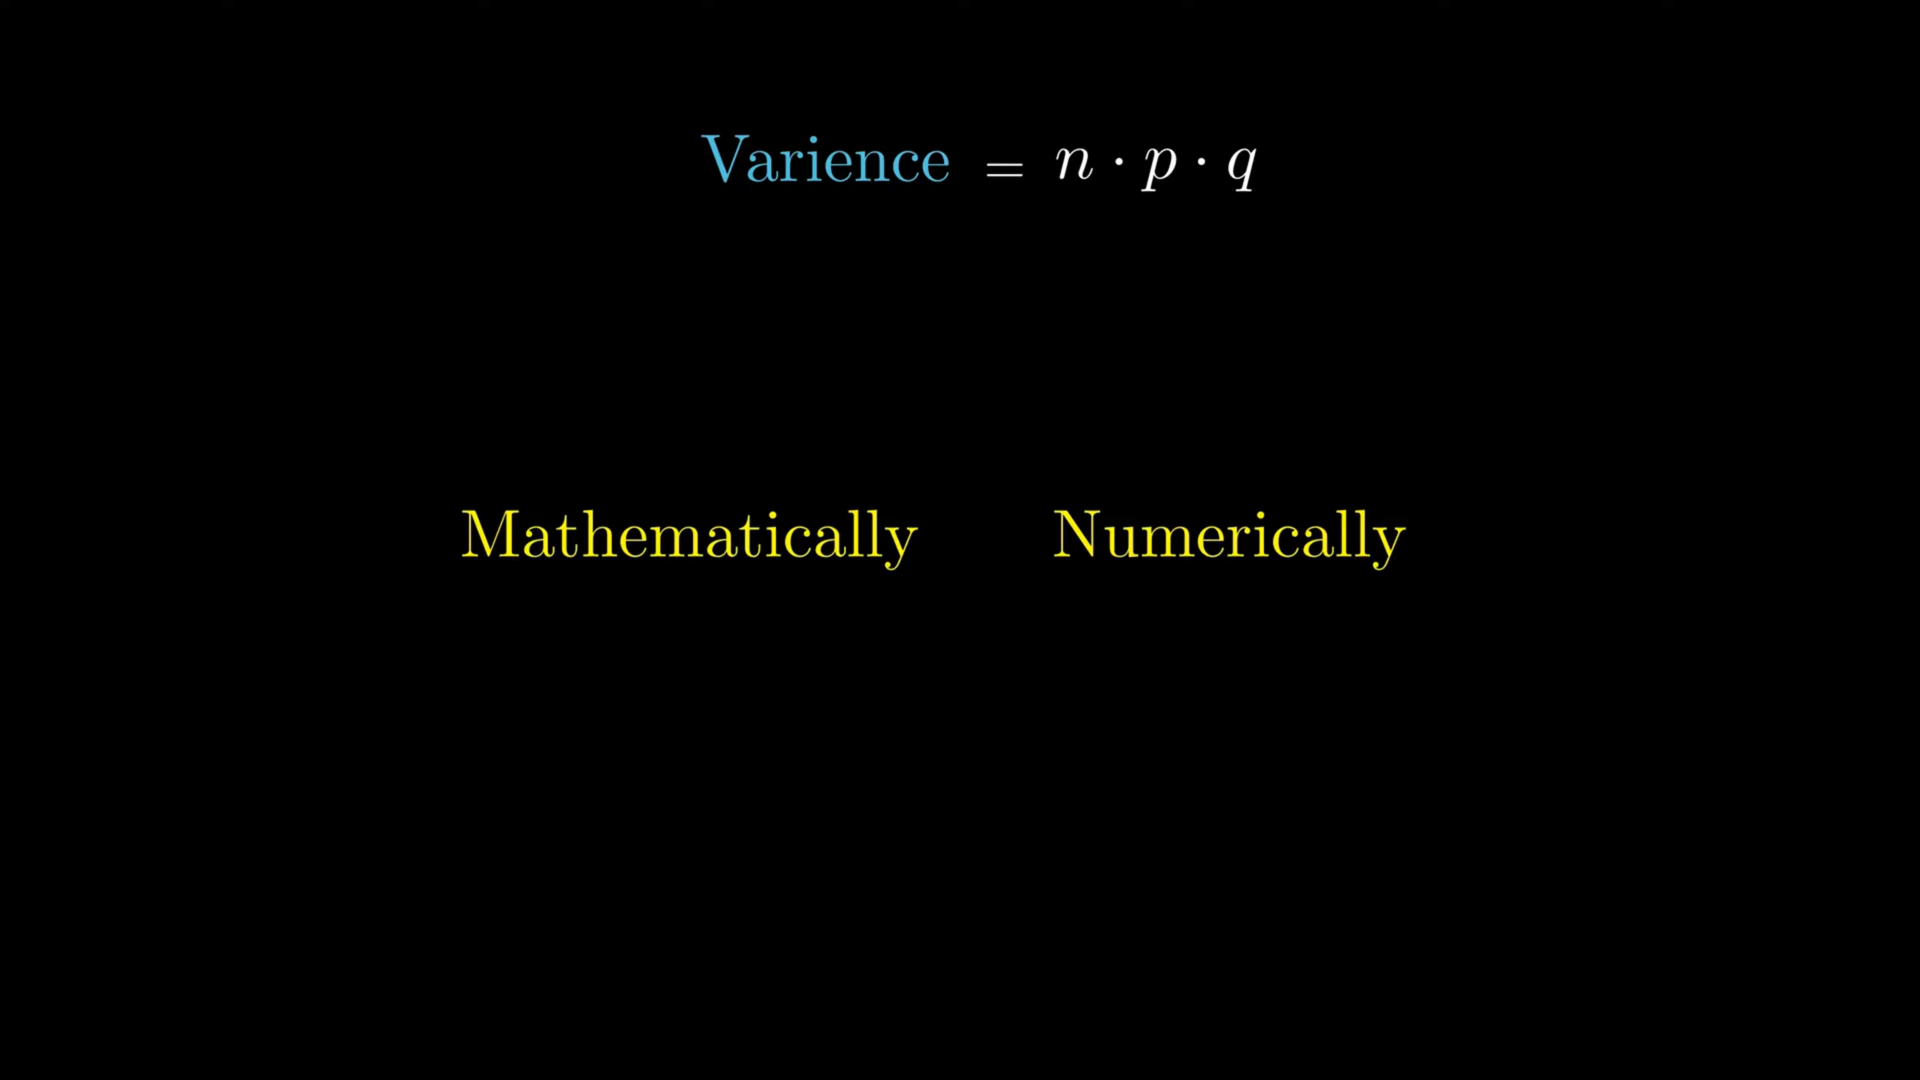 Varience = n · p · q
Mathematically Numerically